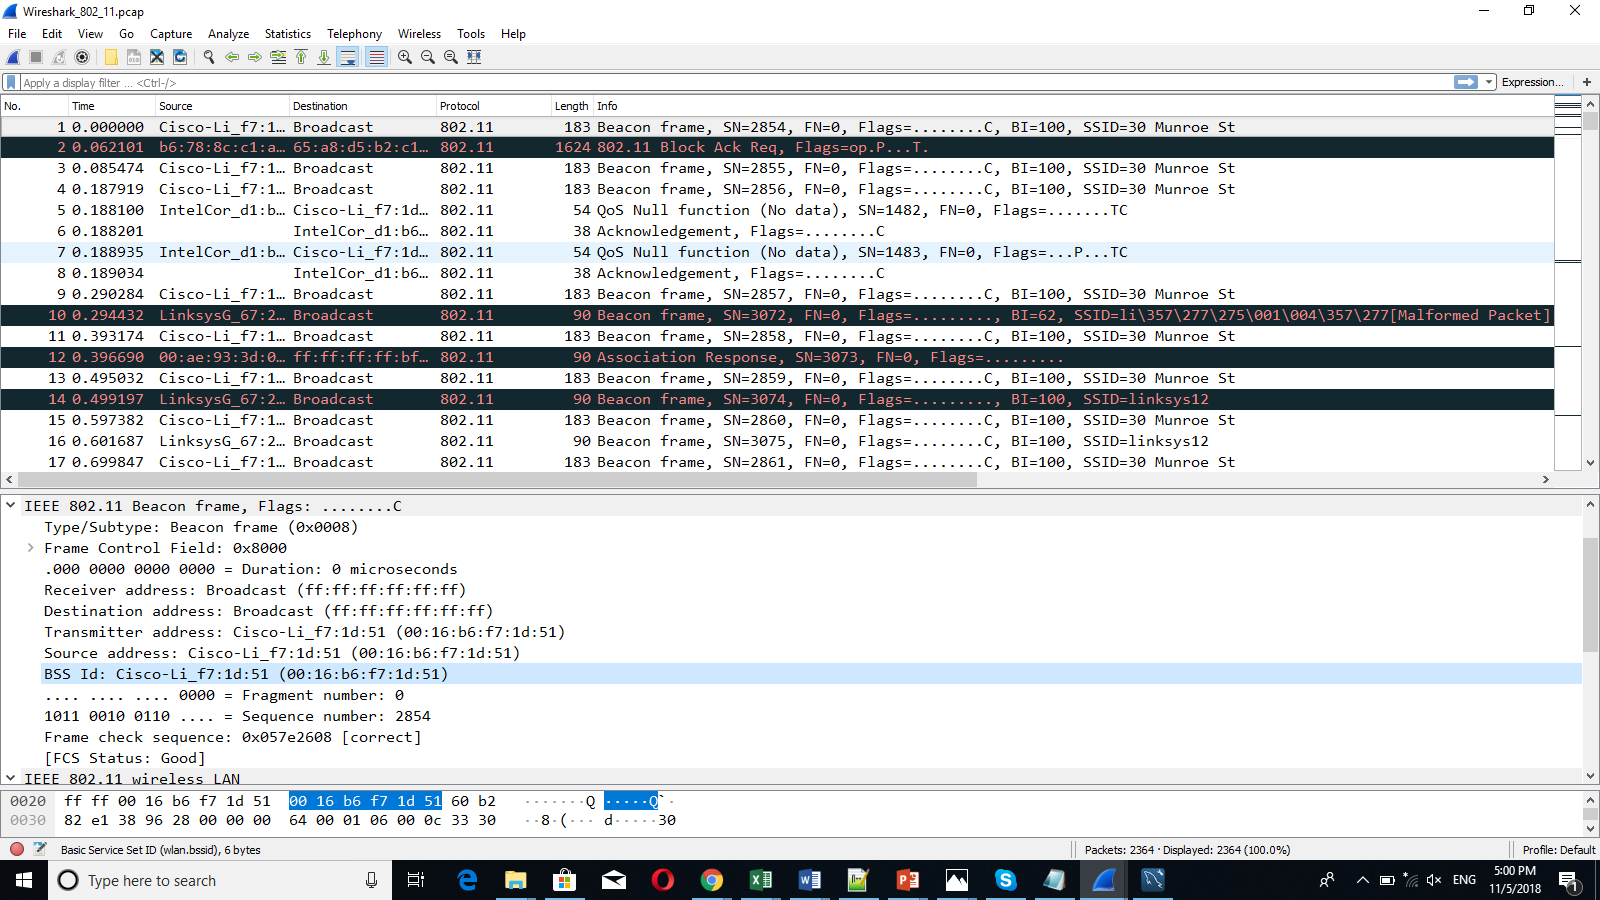 Wireshark_802_11.pcap
File Edit View Go Capture Analyze Statistics Telephony Wireless Tools Help
Apply a display filter ... <Ctrl-/> Expression... +
No. Time Source Destination Protocol Length Info
1 0.000000 Cisco-Li_f7:1… Broadcast 802.11 183 Beacon frame, SN=2854, FN=0, Flags=........C, BI=100, SSID=30 Munroe St
2 0.062101 b6:78:8c:c1:a… 65:a8:d5:b2:c1… 802.11 1624 802.11 Block Ack Req, Flags=op.P...T.
3 0.085474 Cisco-Li_f7:1… Broadcast 802.11 183 Beacon frame, SN=2855, FN=0, Flags=........C, BI=100, SSID=30 Munroe St
4 0.187919 Cisco-Li_f7:1… Broadcast 802.11 183 Beacon frame, SN=2856, FN=0, Flags=........C, BI=100, SSID=30 Munroe St
5 0.188100 IntelCor_d1:b… Cisco-Li_f7:1d… 802.11 54 QoS Null function (No data), SN=1482, FN=0, Flags=.......TC
6 0.188201 IntelCor_d1:b6… 802.11 38 Acknowledgement, Flags=........C
7 0.188935 IntelCor_d1:b… Cisco-Li_f7:1d… 802.11 54 QoS Null function (No data), SN=1483, FN=0, Flags=...P...TC
8 0.189034 IntelCor_d1:b6… 802.11 38 Acknowledgement, Flags=........C
9 0.290284 Cisco-Li_f7:1… Broadcast 802.11 183 Beacon frame, SN=2857, FN=0, Flags=........C, BI=100, SSID=30 Munroe St
10 0.294432 LinksysG_67:2… Broadcast 802.11 90 Beacon frame, SN=3072, FN=0, Flags=........., BI=62, SSID=li\357\277\275\001\004\357\277[Malformed Packet]
11 0.393174 Cisco-Li_f7:1… Broadcast 802.11 183 Beacon frame, SN=2858, FN=0, Flags=........C, BI=100, SSID=30 Munroe St
12 0.396690 00:ae:93:3d:0… ff:ff:ff:ff:bf… 802.11 90 Association Response, SN=3073, FN=0, Flags=.........
13 0.495032 Cisco-Li_f7:1… Broadcast 802.11 183 Beacon frame, SN=2859, FN=0, Flags=........C, BI=100, SSID=30 Munroe St
14 0.499197 LinksysG_67:2… Broadcast 802.11 90 Beacon frame, SN=3074, FN=0, Flags=........., BI=100, SSID=linksys12
15 0.597382 Cisco-Li_f7:1… Broadcast 802.11 183 Beacon frame, SN=2860, FN=0, Flags=........C, BI=100, SSID=30 Munroe St
16 0.601687 LinksysG_67:2… Broadcast 802.11 90 Beacon frame, SN=3075, FN=0, Flags=........., BI=100, SSID=linksys12
17 0.699847 Cisco-Li_f7:1… Broadcast 802.11 183 Beacon frame, SN=2861, FN=0, Flags=........C, BI=100, SSID=30 Munroe St
IEEE 802.11 Beacon frame, Flags: ........C
Type/Subtype: Beacon frame (0x0008)
Frame Control Field: 0x8000
.000 0000 0000 0000 = Duration: 0 microseconds
Receiver address: Broadcast (ff:ff:ff:ff:ff:ff)
Destination address: Broadcast (ff:ff:ff:ff:ff:ff)
Transmitter address: Cisco-Li_f7:1d:51 (00:16:b6:f7:1d:51)
Source address: Cisco-Li_f7:1d:51 (00:16:b6:f7:1d:51)
BSS Id: Cisco-Li_f7:1d:51 (00:16:b6:f7:1d:51)
.... .... .... 0000 = Fragment number: 0
1011 0010 0110 .... = Sequence number: 2854
Frame check sequence: 0x057e2608 [correct]
[FCS Status: Good]
IEEE 802.11 wireless LAN
0020 ff ff 00 16 b6 f7 1d 51 00 16 b6 f7 1d 51 60 b2 ·······Q ·····Q`·
0030 82 e1 38 96 28 00 00 00 64 00 01 06 00 0c 33 30 ··8·(··· d·····30
Basic Service Set ID (wlan.bssid), 6 bytes Packets: 2364 · Displayed: 2364 (100.0%) Profile: Default
Type here to search ENG 5:00 PM
11/5/2018 1